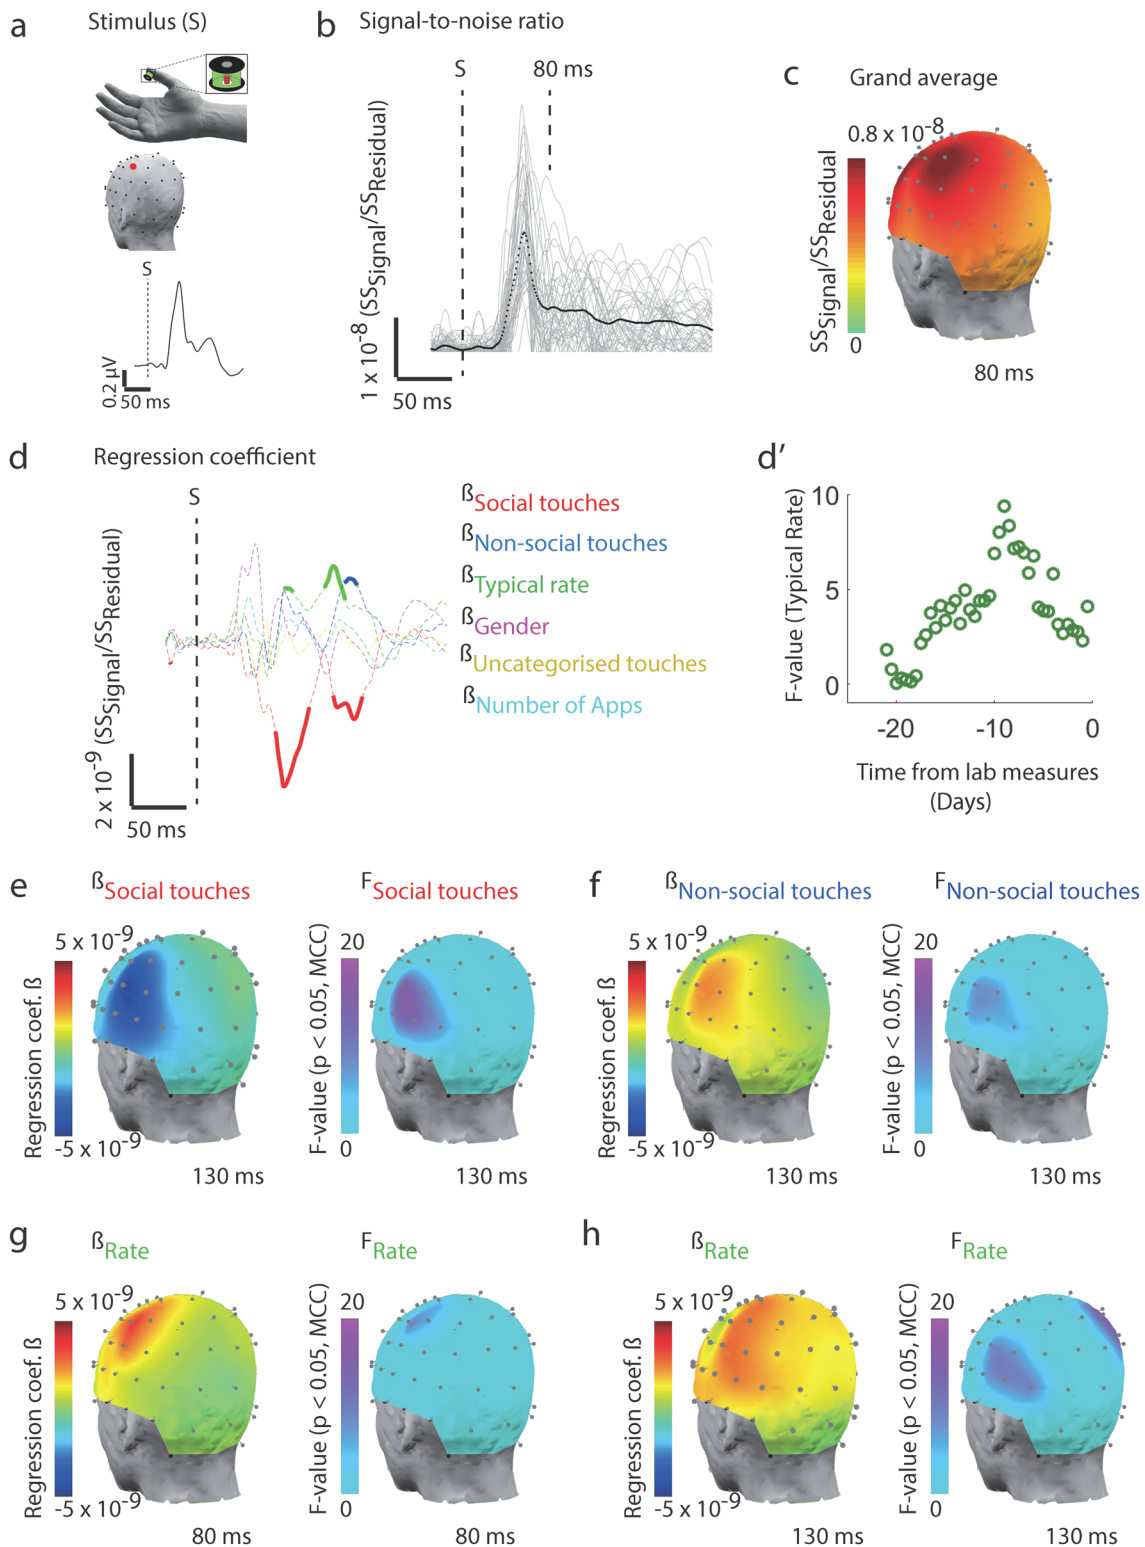 a
Stimulus (S)
S
0.2 µV
50 ms
b
Signal-to-noise ratio
S
80 ms
1 x 10-8 (SSSignal/SSResidual)
50 ms
c
Grand average
0.8 x 10-8
SSSignal/SSResidual
0
80 ms
d
Regression coefficient
S
2 x 10-9 (SSSignal/SSResidual)
50 ms
ßSocial touches
ßNon-social touches
ßTypical rate
ßGender
ßUncategorised touches
ßNumber of Apps
d’
F-value (Typical Rate)
10
5
0
-20
-10
0
Time from lab measures
(Days)
e
ßSocial touches
5 x 10-9
Regression coef. ß
-5 x 10-9
130 ms
FSocial touches
20
F-value (p < 0.05, MCC)
0
130 ms
f
ßNon-social touches
5 x 10-9
Regression coef. ß
-5 x 10-9
130 ms
FNon-social touches
20
F-value (p < 0.05, MCC)
0
130 ms
g
ßRate
5 x 10-9
Regression coef. ß
-5 x 10-9
80 ms
FRate
20
F-value (p < 0.05, MCC)
0
80 ms
h
ßRate
5 x 10-9
Regression coef. ß
-5 x 10-9
130 ms
FRate
20
F-value (p < 0.05, MCC)
0
130 ms